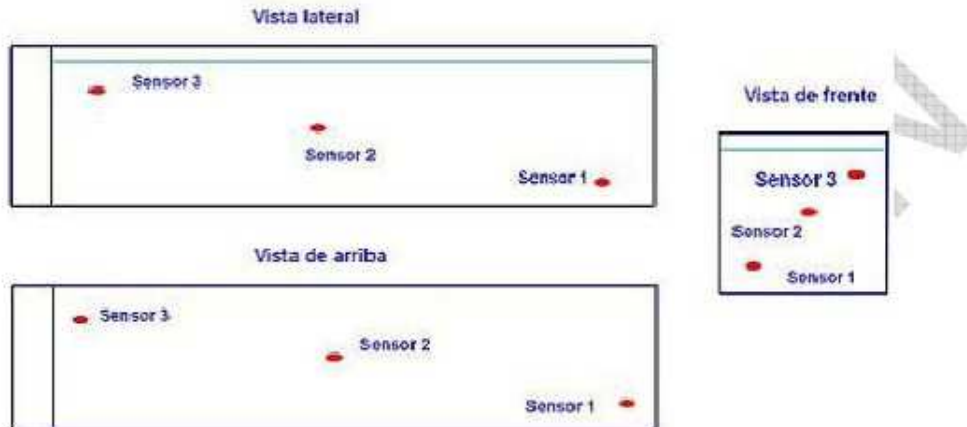 Vista lateral
Sensor 3
Sensor 2
Sensor 1
Vista de frente
Sensor 3
Sensor 2
Sensor 1
Vista de arriba
Sensor 3
Sensor 2
Sensor 1